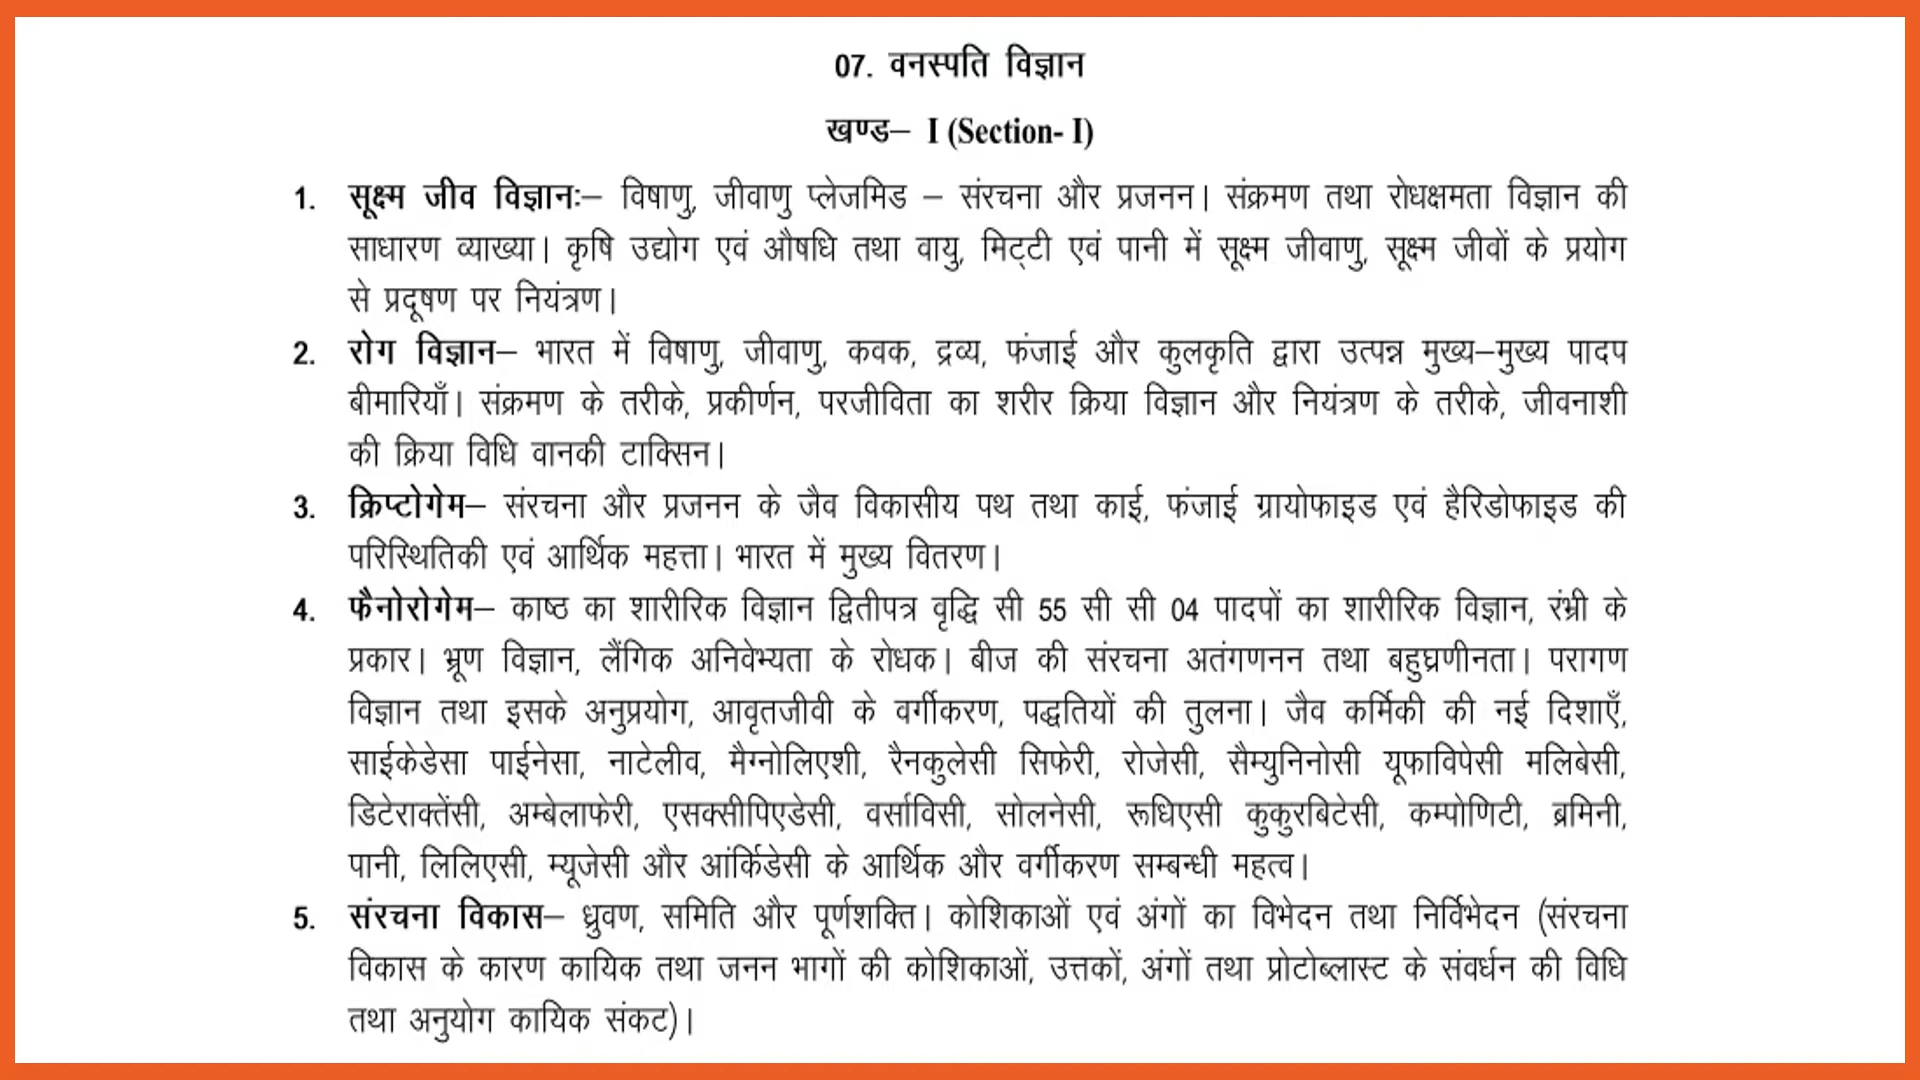 07. वनस्पति विज्ञान
खण्ड– I (Section- I)
1. सूक्ष्म जीव विज्ञानः– विषाणु, जीवाणु प्लेजमिड – संरचना और प्रजनन। संक्रमण तथा रोधक्षमता विज्ञान की
साधारण व्याख्या। कृषि उद्योग एवं औषधि तथा वायु, मिट्टी एवं पानी में सूक्ष्म जीवाणु, सूक्ष्म जीवों के प्रयोग
से प्रदूषण पर नियंत्रण।
2. रोग विज्ञान– भारत में विषाणु, जीवाणु, कवक, द्रव्य, फंजाई और कुलकृति द्वारा उत्पन्न मुख्य–मुख्य पादप
बीमारियाँ। संक्रमण के तरीके, प्रकीर्णन, परजीविता का शरीर क्रिया विज्ञान और नियंत्रण के तरीके, जीवनाशी
की क्रिया विधि वानकी टाक्सिन।
3. क्रिप्टोगेम– संरचना और प्रजनन के जैव विकासीय पथ तथा काई, फंजाई ग्रायोफाइड एवं हैरिडोफाइड की
परिस्थितिकी एवं आर्थिक महत्ता। भारत में मुख्य वितरण।
4. फैनोरोगेम– काष्ठ का शारीरिक विज्ञान द्वितीपत्र वृद्धि सी 55 सी सी 04 पादपों का शारीरिक विज्ञान, रंभ्री के
प्रकार। भ्रूण विज्ञान, लैंगिक अनिवेभ्यता के रोधक। बीज की संरचना अतंगणनन तथा बहुघ्रणीनता। परागण
विज्ञान तथा इसके अनुप्रयोग, आवृतजीवी के वर्गीकरण, पद्धतियों की तुलना। जैव कर्मिकी की नई दिशाएँ,
साईकेडेसा पाईनेसा, नाटेलीव, मैग्नोलिएशी, रैनकुलेसी सिफेरी, रोजेसी, सैम्युनिनोसी यूफाविपेसी मलिबेसी,
डिटेराक्तेंसी, अम्बेलाफेरी, एसक्सीपिएडेसी, वर्साविसी, सोलनेसी, रूधिएसी कुकुरबिटेसी, कम्पोणिटी, ब्रमिनी,
पानी, लिलिएसी, म्यूजेसी और आंर्किडेसी के आर्थिक और वर्गीकरण सम्बन्धी महत्व।
5. संरचना विकास– ध्रुवण, समिति और पूर्णशक्ति। कोशिकाओं एवं अंगों का विभेदन तथा निर्विभेदन (संरचना
विकास के कारण कायिक तथा जनन भागों की कोशिकाओं, उत्तकों, अंगों तथा प्रोटोब्लास्ट के संवर्धन की विधि
तथा अनुयोग कायिक संकट)।